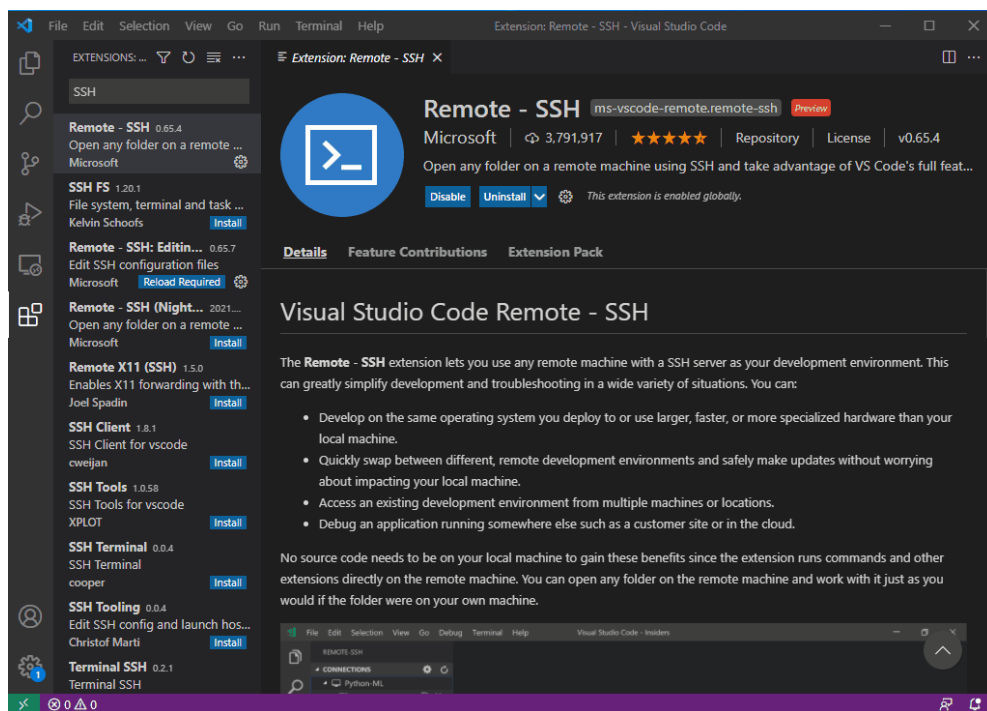 File Edit Selection View Go Run Terminal Help Extension: Remote - SSH - Visual Studio Code
EXTENSIONS: ...
SSH
Remote - SSH 0.65.4
Open any folder on a remote ...
Microsoft
SSH FS 1.20.1
File system, terminal and task ...
Kelvin Schoofs Install
Remote - SSH: Editin... 0.65.7
Edit SSH configuration files
Microsoft Reload Required
Remote - SSH (Night... 2021....
Open any folder on a remote ...
Microsoft Install
Remote X11 (SSH) 1.5.0
Enables X11 forwarding with th...
Joel Spadin Install
SSH Client 1.8.1
SSH Client for vscode
cweijan Install
SSH Tools 1.0.58
SSH Tools for vscode
XPLOT Install
SSH Terminal 0.0.4
SSH Terminal
cooper Install
SSH Tooling 0.0.4
Edit SSH config and launch hos...
Christof Marti Install
Terminal SSH 0.2.1
Terminal SSH
1
0 0
Extension: Remote - SSH
Remote - SSH ms-vscode-remote.remote-ssh Preview
Microsoft 3,791,917 ★★★★★ Repository License v0.65.4
Open any folder on a remote machine using SSH and take advantage of VS Code's full feat...
Disable Uninstall This extension is enabled globally.
Details Feature Contributions Extension Pack
Visual Studio Code Remote - SSH
The Remote - SSH extension lets you use any remote machine with a SSH server as your development environment. This
can greatly simplify development and troubleshooting in a wide variety of situations. You can:
• Develop on the same operating system you deploy to or use larger, faster, or more specialized hardware than your
local machine.
• Quickly swap between different, remote development environments and safely make updates without worrying
about impacting your local machine.
• Access an existing development environment from multiple machines or locations.
• Debug an application running somewhere else such as a customer site or in the cloud.
No source code needs to be on your local machine to gain these benefits since the extension runs commands and other
extensions directly on the remote machine. You can open any folder on the remote machine and work with it just as you
would if the folder were on your own machine.
File Edit Selection View Go Debug Terminal Help Visual Studio Code - Insiders
REMOTE-SSH
CONNECTIONS
Python-ML